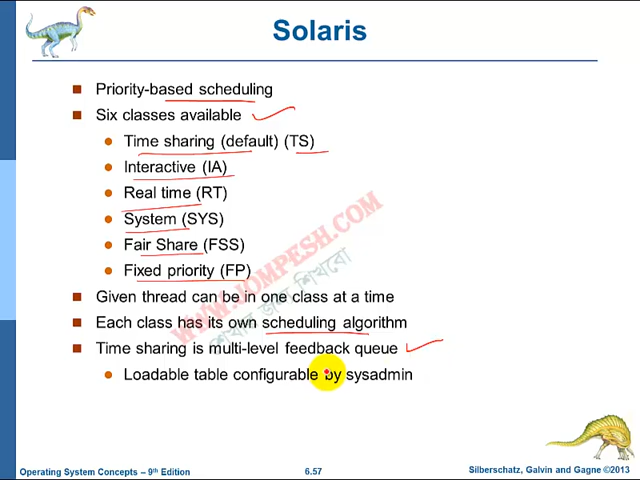 Solaris
Priority-based scheduling
Six classes available
Time sharing (default) (TS)
Interactive (IA)
Real time (RT)
System (SYS)
Fair Share (FSS)
Fixed priority (FP)
Given thread can be in one class at a time
Each class has its own scheduling algorithm
Time sharing is multi-level feedback queue
Loadable table configurable by sysadmin
WWW.JOMPESH.COM
শিখার জন্য শিখবো
Operating System Concepts – 9th Edition
6.57
Silberschatz, Galvin and Gagne ©2013